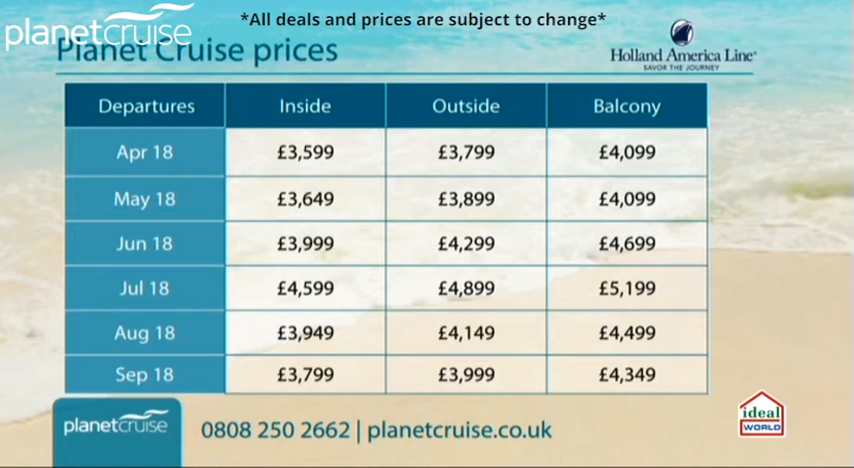 *All deals and prices are subject to change*
planetcruise
Planet Cruise prices
Holland America Line®
SAVOR THE JOURNEY
Departures Inside Outside Balcony
Apr 18 £3,599 £3,799 £4,099
May 18 £3,649 £3,899 £4,099
Jun 18 £3,999 £4,299 £4,699
Jul 18 £4,599 £4,899 £5,199
Aug 18 £3,949 £4,149 £4,499
Sep 18 £3,799 £3,999 £4,349
planetcruise
0808 250 2662 | planetcruise.co.uk
ideal
WORLD